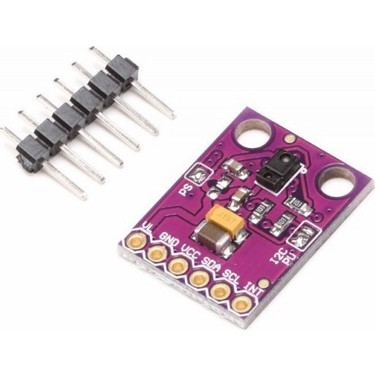 PS
I2C PU
VL GND VCC SDA SCL INT